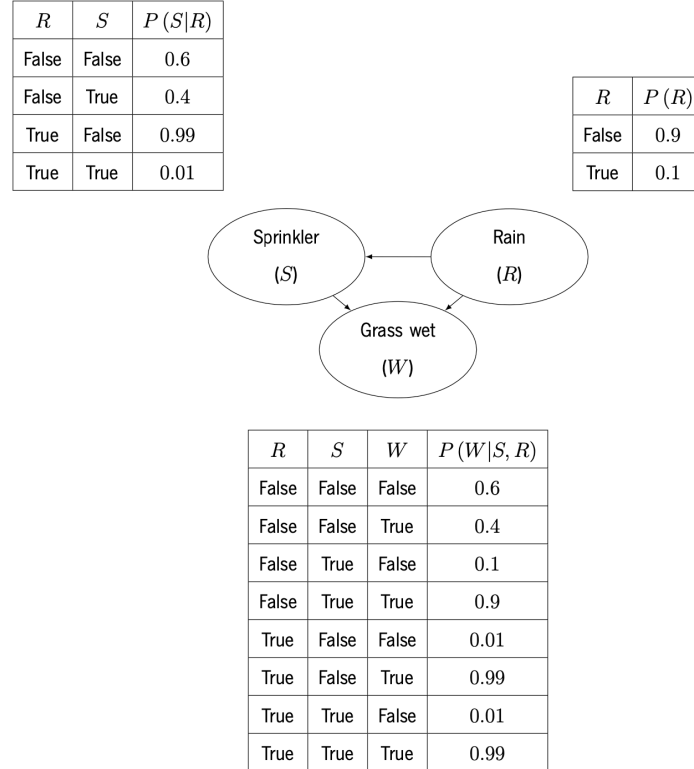 R S P (S|R)
False False 0.6
False True 0.4
True False 0.99
True True 0.01
R P (R)
False 0.9
True 0.1
Sprinkler
(S)
Rain
(R)
Grass wet
(W)
R S W P (W|S, R)
False False False 0.6
False False True 0.4
False True False 0.1
False True True 0.9
True False False 0.01
True False True 0.99
True True False 0.01
True True True 0.99